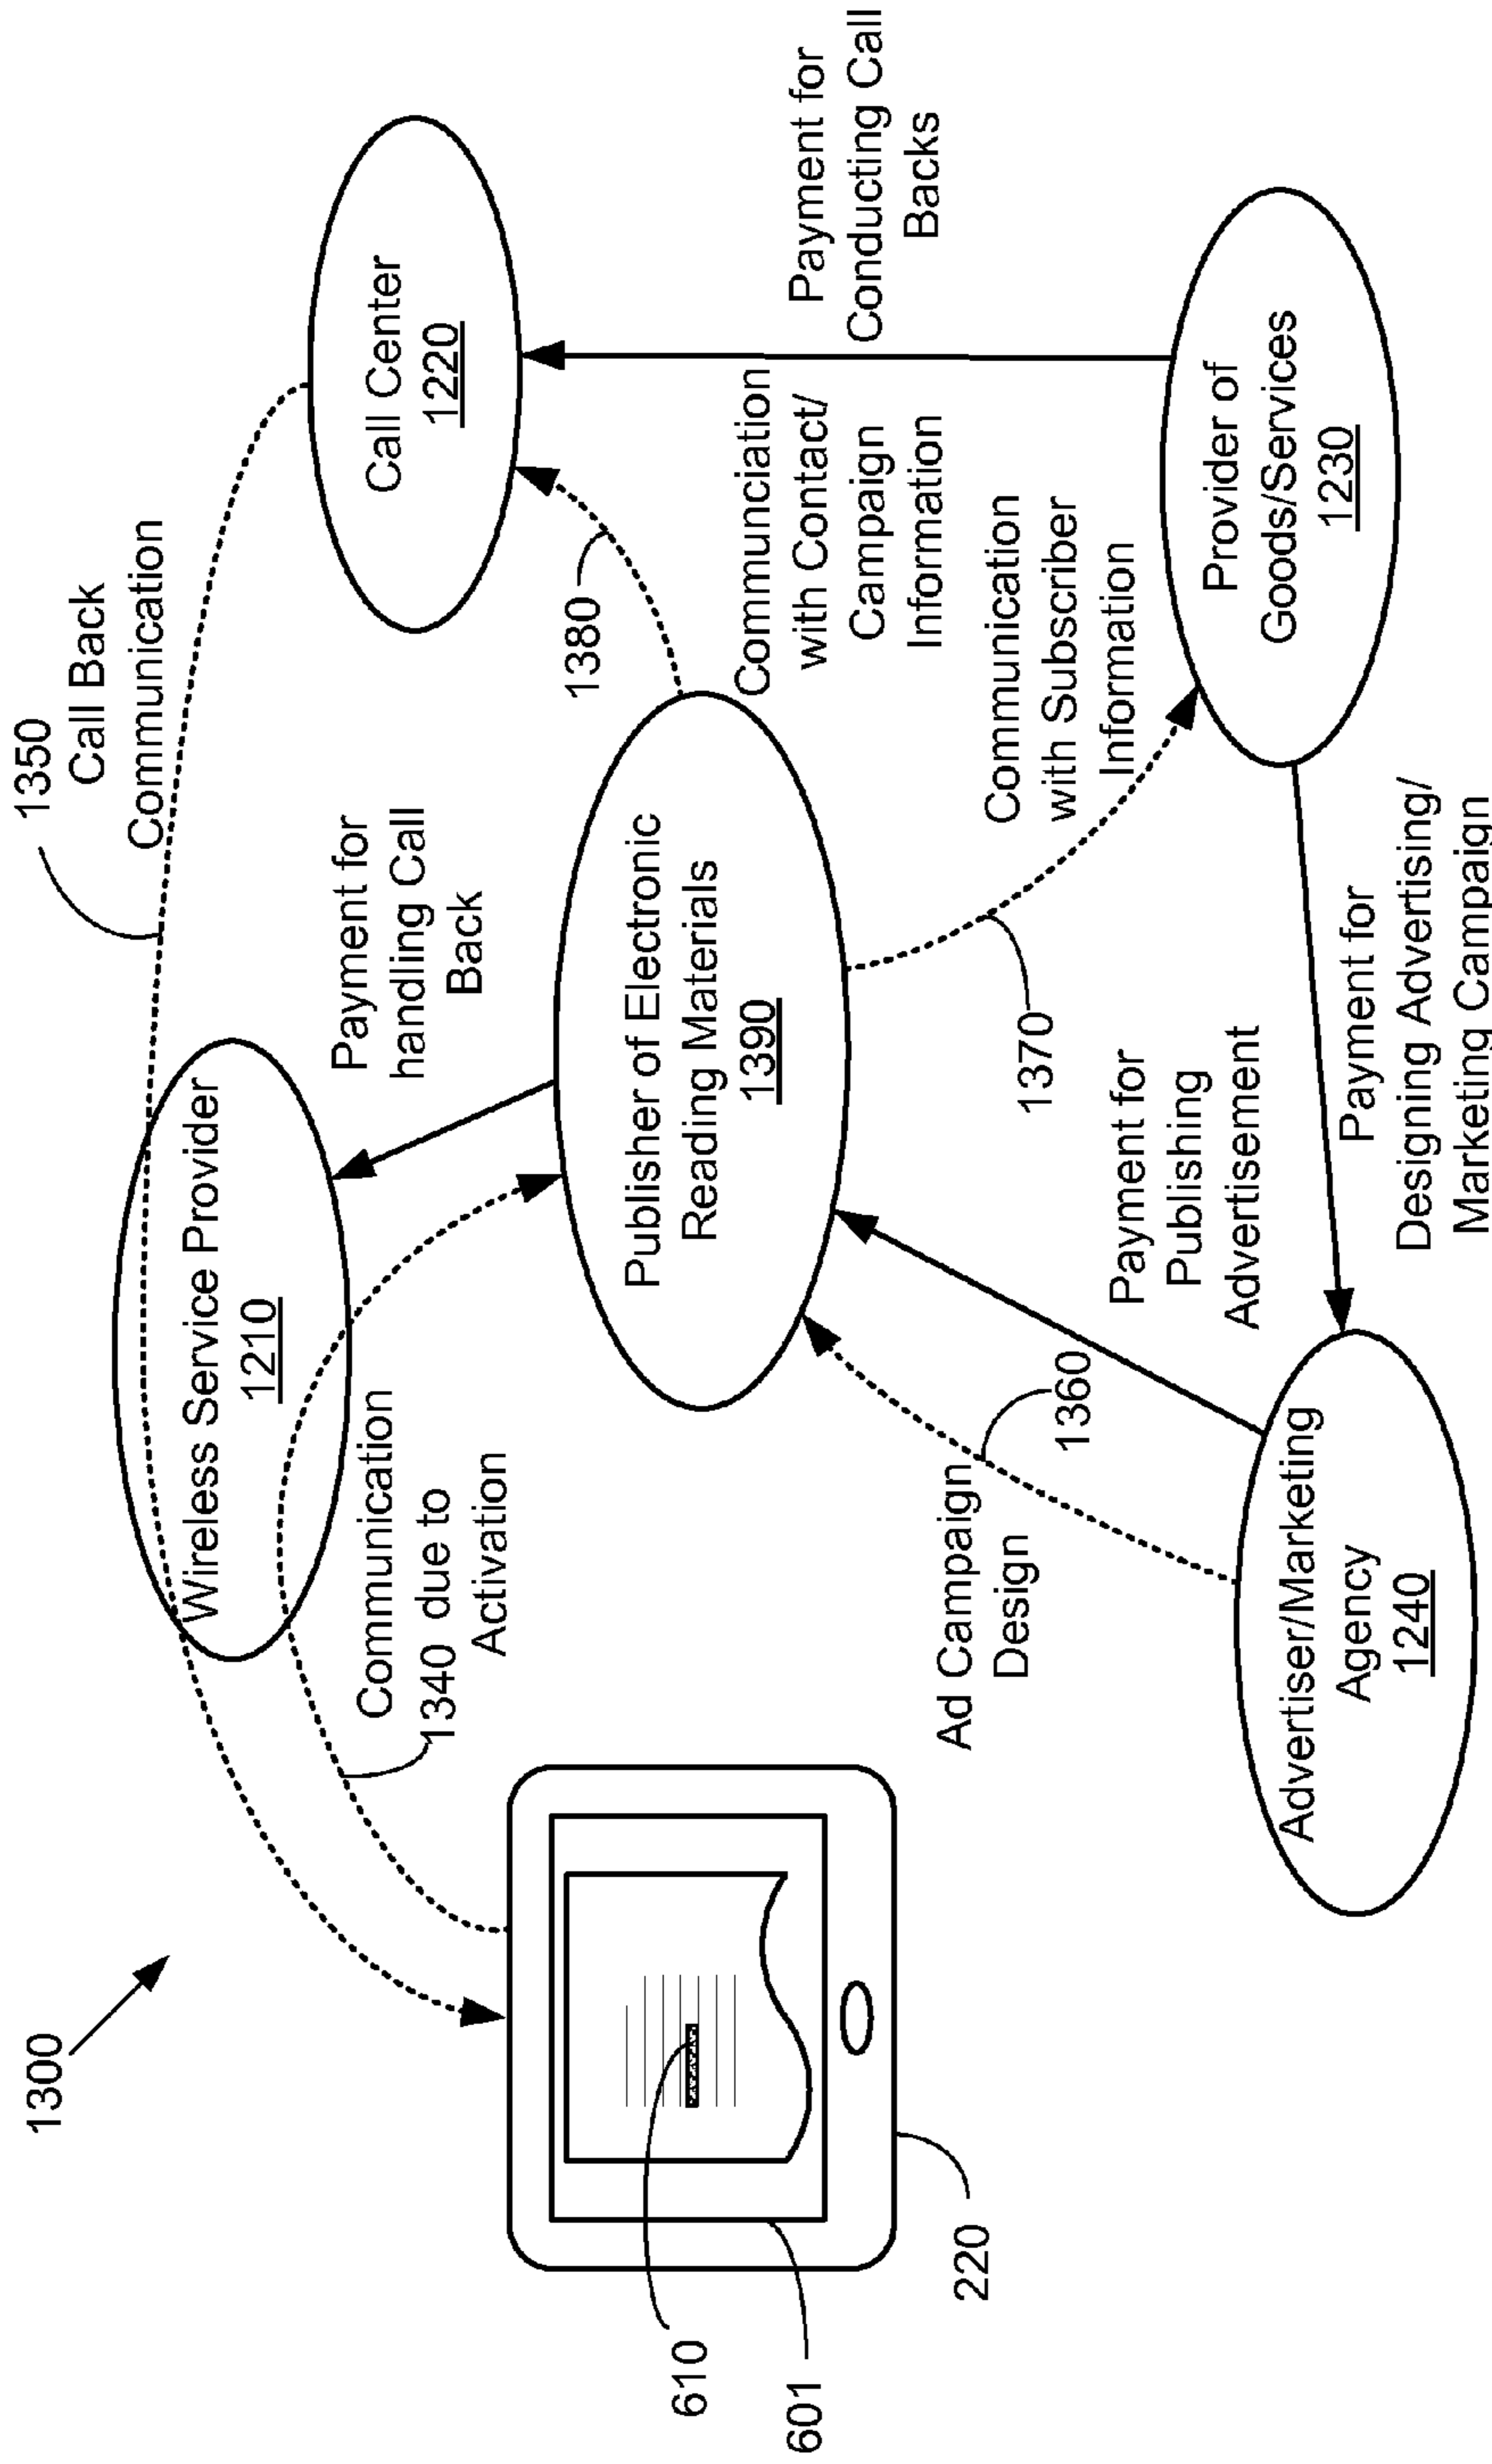 1300
1350
Call Back
Communication
Wireless Service Provider
1210
Call Center
1220
Communication
1340 due to
Activation
Payment for
handling Call
Back
1380
Publisher of Electronic
Reading Materials
1390
Communciation
with Contact/
Campaign
Information
Payment for
Conducting Call
Backs
610
601
220
Ad Campaign
Design
1360
1370
Communication
with Subscriber
Information
Payment for
Publishing
Advertisement
Provider of
Goods/Services
1230
Advertiser/Marketing
Agency
1240
Payment for
Designing Advertising/
Marketing Campaign